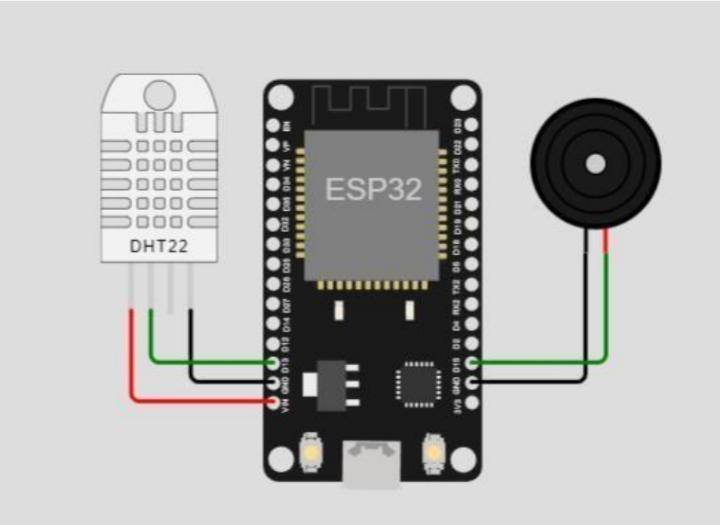 DHT22
ESP32
EN
VP
VN
D34
D35
D32
D33
D25
D26
D27
D14
D12
D13
GND
VIN
D23
D22
TX0
RX0
D21
D19
D18
D5
TX2
RX2
D4
D2
D15
GND
3V3